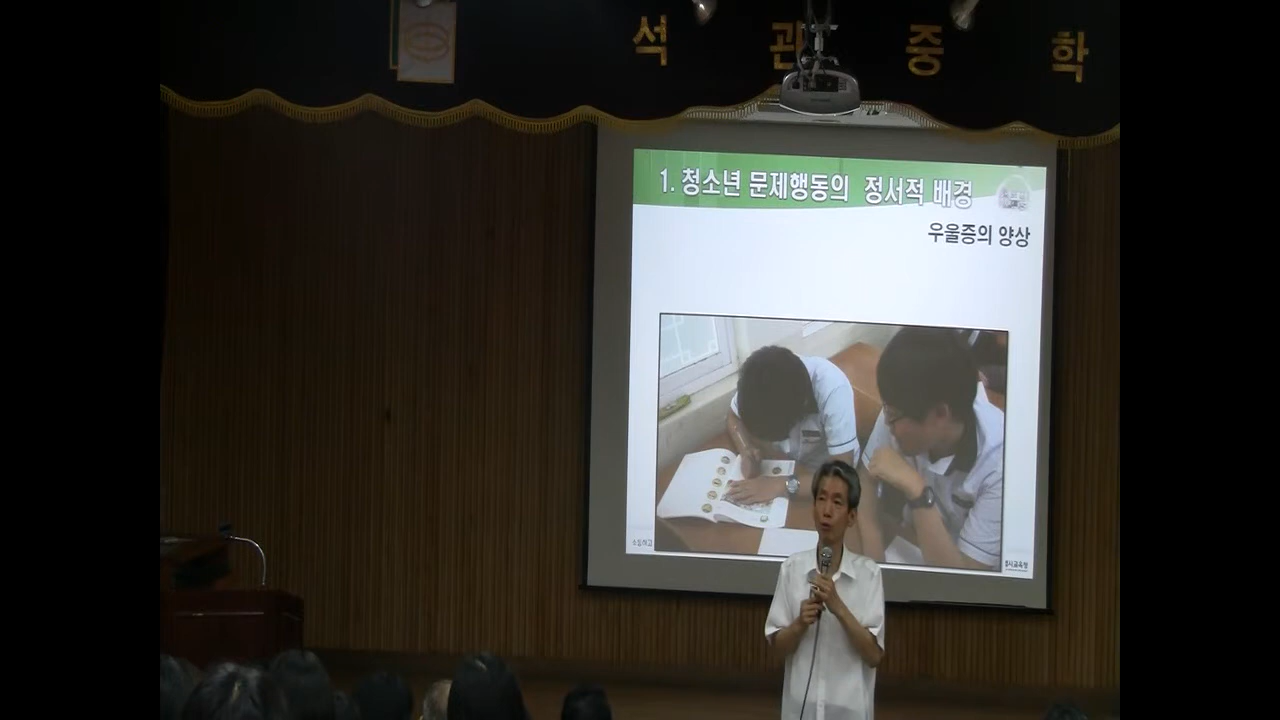 석 관 중 학
1. 청소년 문제행동의 정서적 배경
우울증의 양상